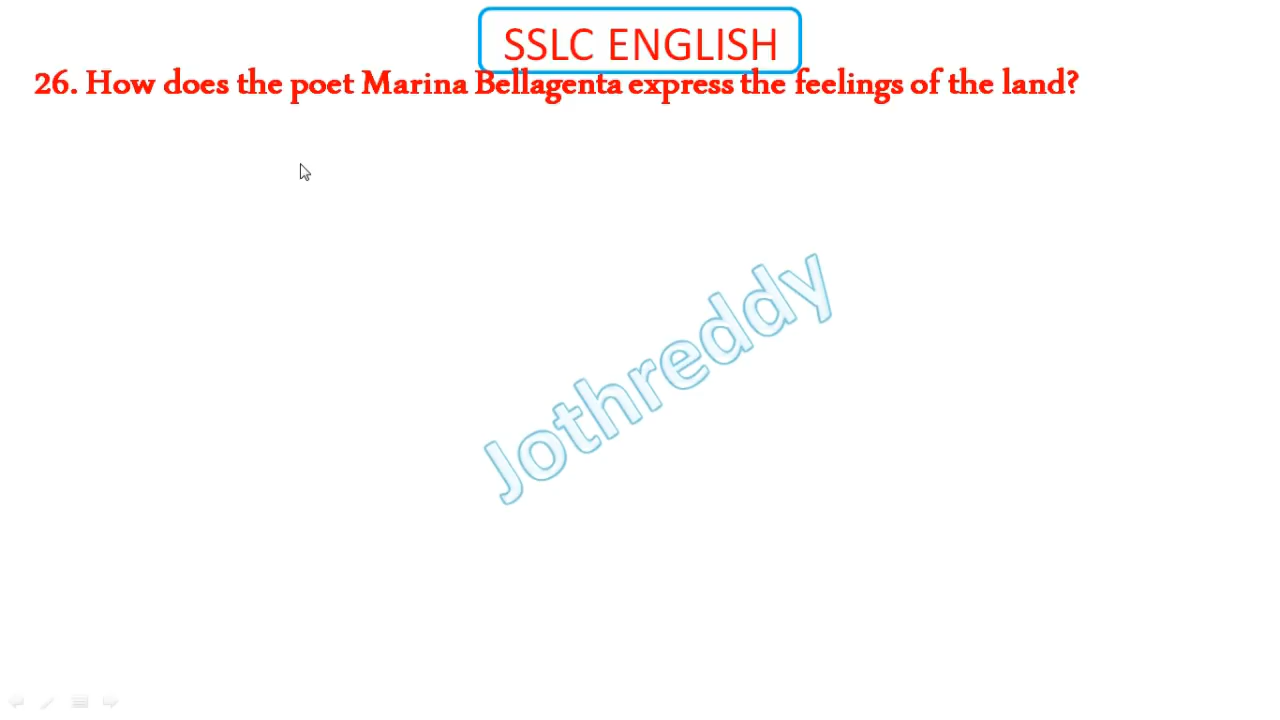 SSLC ENGLISH
26. How does the poet Marina Bellagenta express the feelings of the land?
Jothreddy